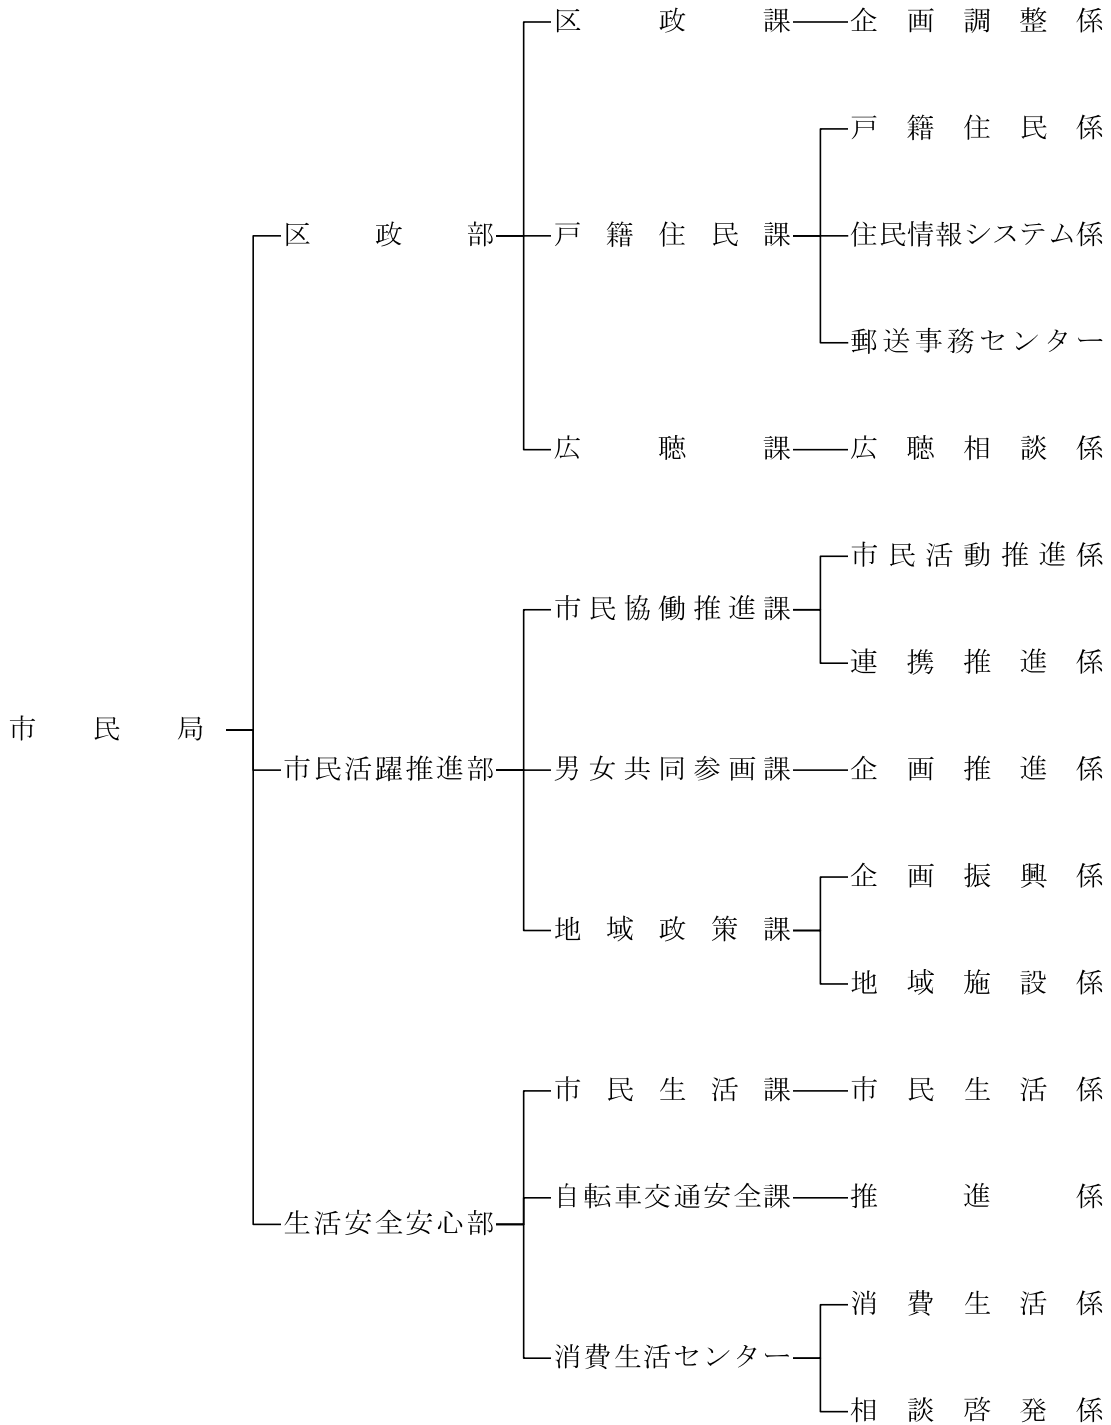 区政課 企画調整係
戸籍住民係
区政部 戸籍住民課 住民情報システム係
郵送事務センター
広聴課 広聴相談係
市民活動推進係
市民協働推進課
連携推進係
市民局
市民活躍推進部 男女共同参画課 企画推進係
企画振興係
地域政策課
地域施設係
市民生活課 市民生活係
自転車交通安全課 推進係
生活安全安心部
消費生活係
消費生活センター
相談啓発係